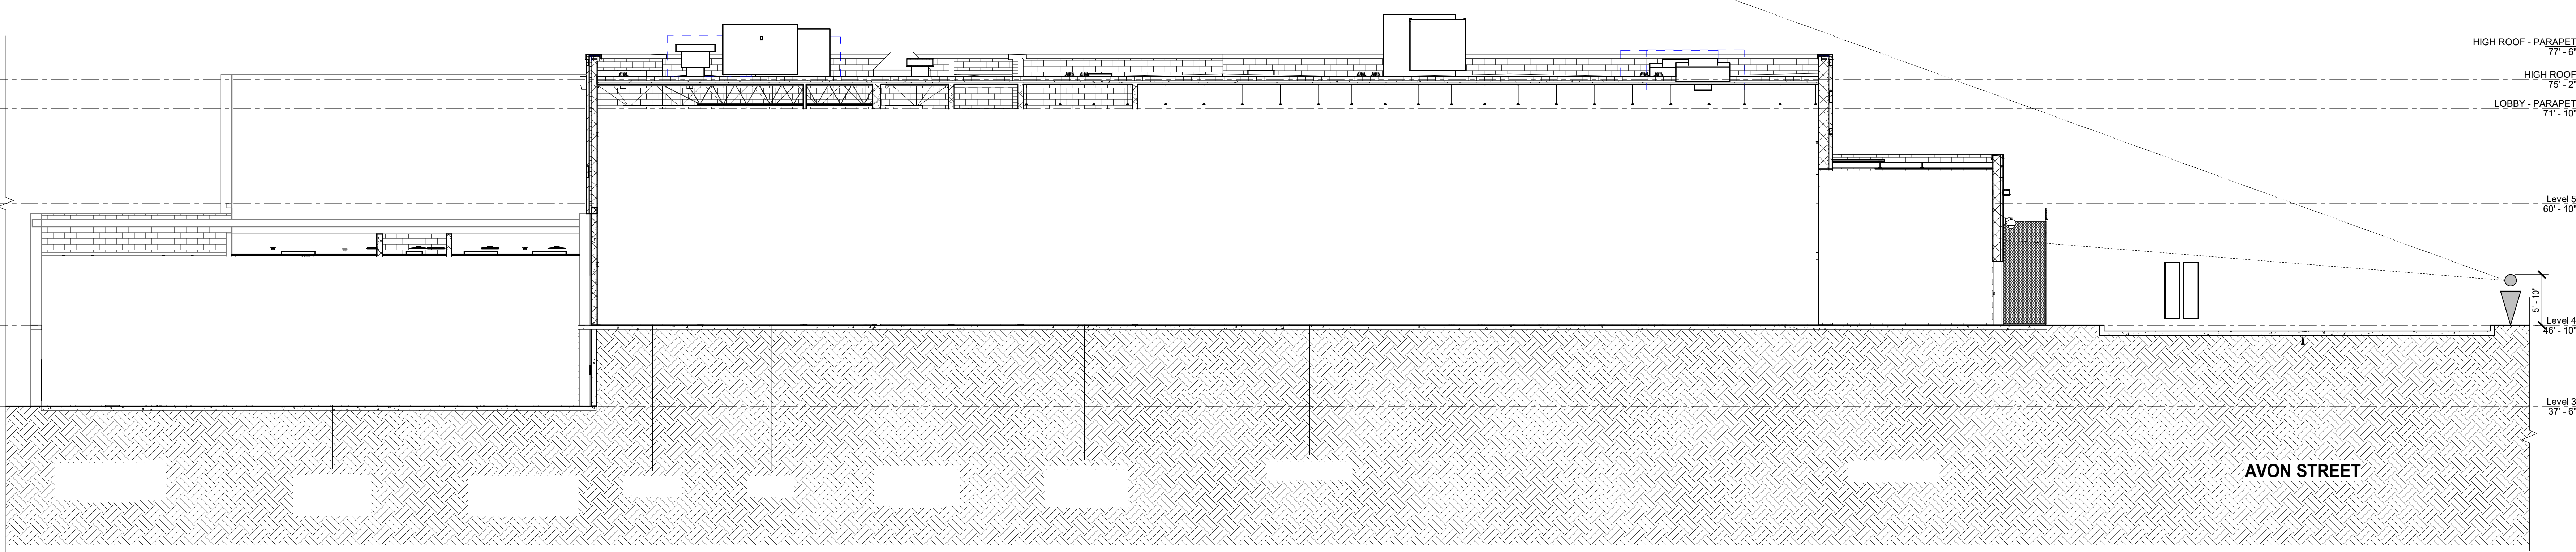 HIGH ROOF - PARAPET
77' - 6"
HIGH ROOF
75' - 2"
LOBBY - PARAPET
71' - 10"
Level 5
60' - 10"
5' - 10"
Level 4
46' - 10"
Level 3
37' - 6"
AVON STREET